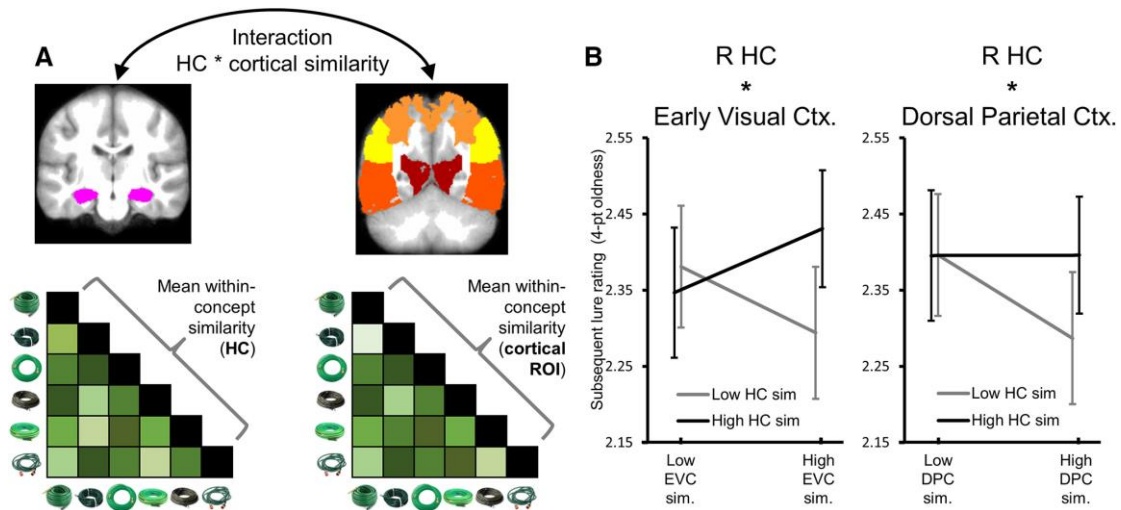 A
Interaction
HC * cortical similarity
Mean within-
concept
similarity
(HC)
Mean within-
concept
similarity
(cortical
ROI)
B
R HC
*
Early Visual Ctx.
R HC
*
Dorsal Parietal Ctx.
Subsequent lure rating (4-pt oldness)
2.55
2.45
2.35
2.25
2.15
Low HC sim
High HC sim
Low
EVC
sim.
High
EVC
sim.
2.55
2.45
2.35
2.25
2.15
Low HC sim
High HC sim
Low
DPC
sim.
High
DPC
sim.